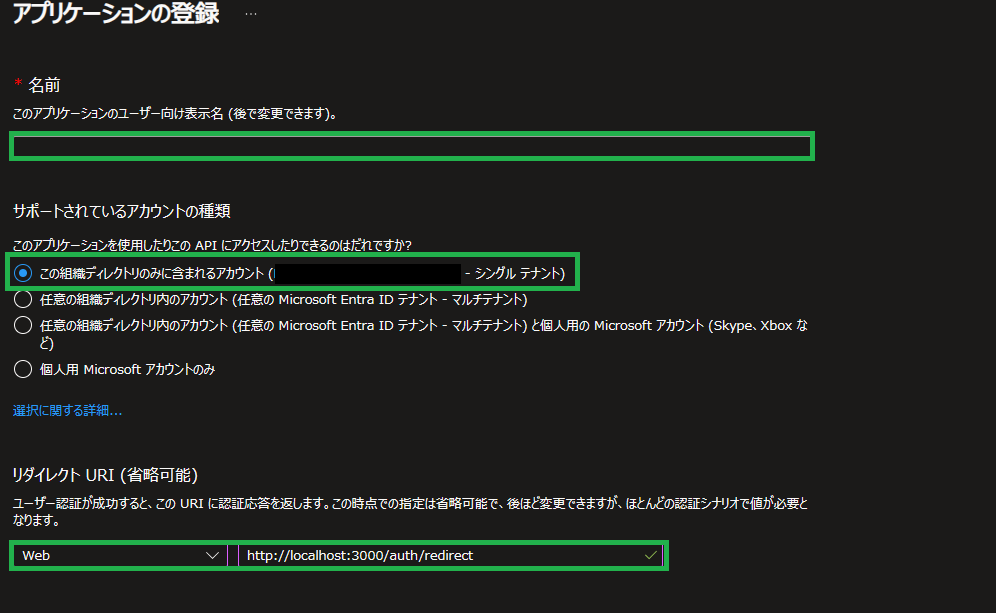 アプリケーションの登録 ...
* 名前
このアプリケーションのユーザー向け表示名 (後で変更できます)。
サポートされているアカウントの種類
このアプリケーションを使用したりこの API にアクセスしたりできるのはだれですか?
この組織ディレクトリのみに含まれるアカウント ( - シングル テナント)
任意の組織ディレクトリ内のアカウント (任意の Microsoft Entra ID テナント - マルチテナント)
任意の組織ディレクトリ内のアカウント (任意の Microsoft Entra ID テナント - マルチテナント) と個人用の Microsoft アカウント (Skype、Xbox な
ど)
個人用 Microsoft アカウントのみ
選択に関する詳細...
リダイレクト URI (省略可能)
ユーザー認証が成功すると、この URI に認証応答を返します。この時点での指定は省略可能で、後ほど変更できますが、ほとんどの認証シナリオで値が必要と
なります。
Web http://localhost:3000/auth/redirect